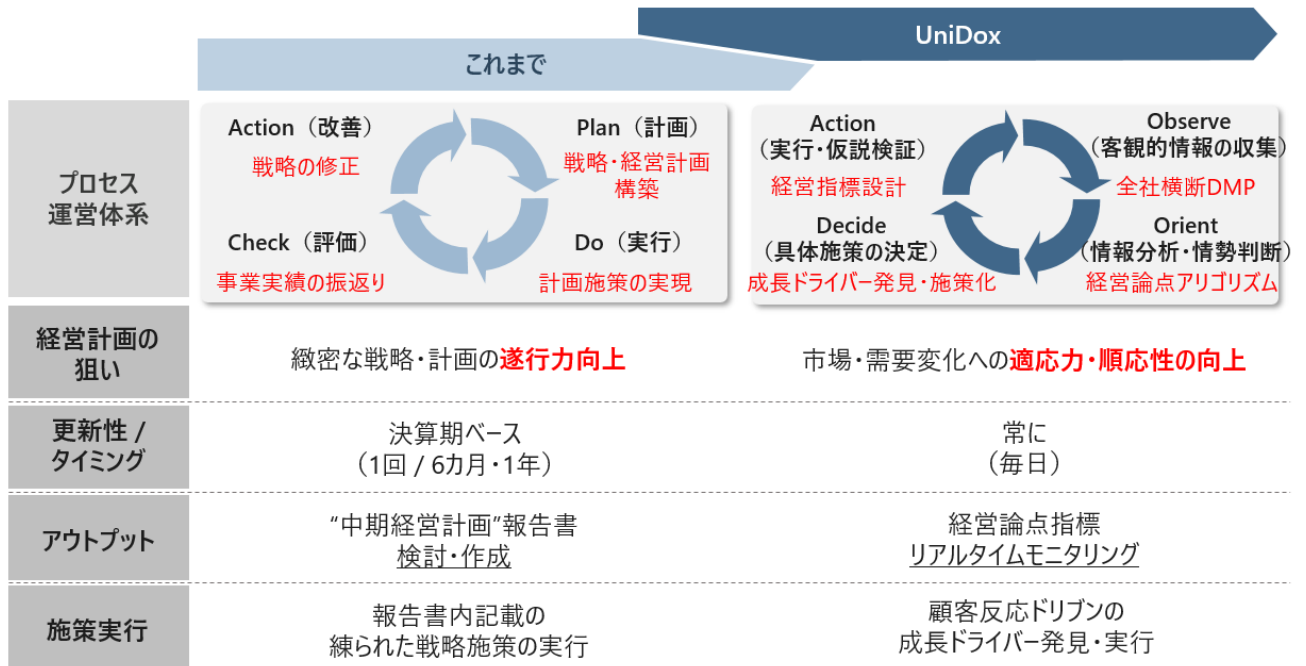 UniDox
これまで
プロセス
運営体系
Action（改善）
戦略の修正
Plan（計画）
戦略・経営計画
構築
Check（評価）
事業実績の振返り
Do（実行）
計画施策の実現
Action
（実行・仮説検証）
経営指標設計
Observe
（客観的情報の収集）
全社横断DMP
Decide
（具体施策の決定）
成長ドライバー発見・施策化
Orient
（情報分析・情勢判断）
経営論点アリゴリズム
経営計画の
狙い
緻密な戦略・計画の遂行力向上
市場・需要変化への適応力・順応性の向上
更新性 /
タイミング
決算期ベース
（1回 / 6カ月・1年）
常に
（毎日）
アウトプット
“中期経営計画”報告書
検討・作成
経営論点指標
リアルタイムモニタリング
施策実行
報告書内記載の
練られた戦略施策の実行
顧客反応ドリブンの
成長ドライバー発見・実行